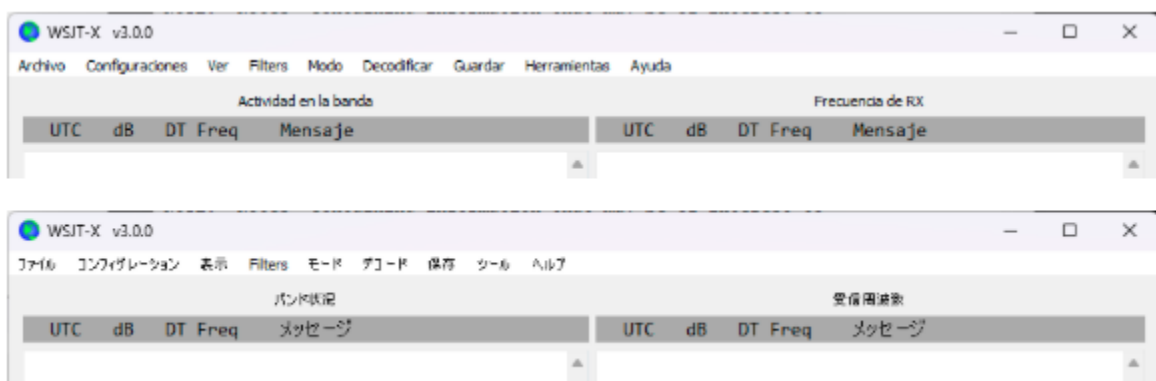 WSJT-X v3.0.0
Archivo Configuraciones Ver Filters Modo Decodificar Guardar Herramientas Ayuda
Actividad en la banda Frecuencia de RX
UTC dB DT Freq Mensaje UTC dB DT Freq Mensaje
WSJT-X v3.0.0
ファイル コンフィグレーション 表示 Filters モード デコード 保存 ツール ヘルプ
バンド状況 受信周波数
UTC dB DT Freq メッセージ UTC dB DT Freq メッセージ